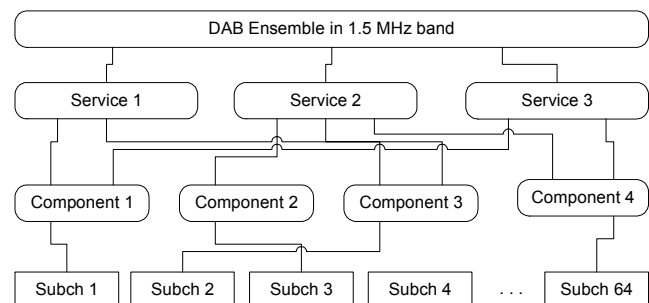 DAB Ensemble in 1.5 MHz band
Service 1
Service 2
Service 3
Component 1
Component 2
Component 3
Component 4
Subch 1
Subch 2
Subch 3
Subch 4
. . .
Subch 64